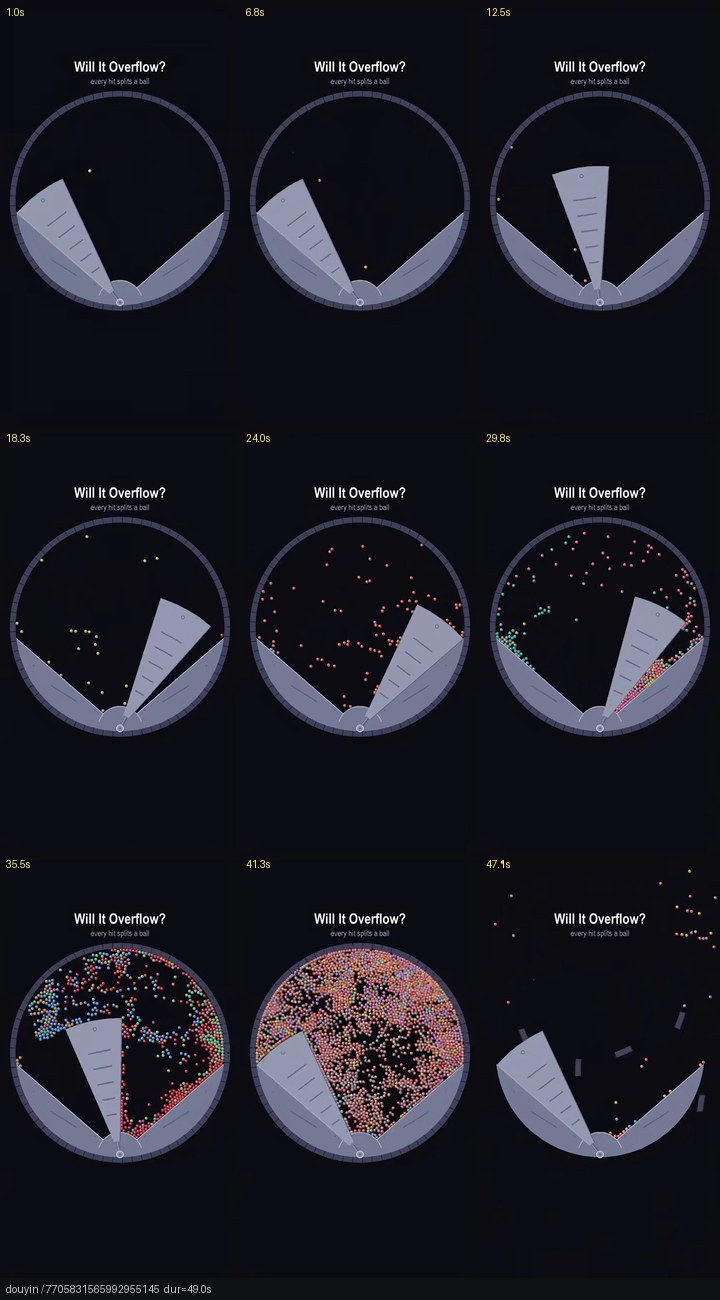 1.0s
6.8s
12.5s
Will It Overflow?
every hit splits a ball
Will It Overflow?
every hit splits a ball
Will It Overflow?
every hit splits a ball
18.3s
24.0s
29.8s
Will It Overflow?
every hit splits a ball
Will It Overflow?
every hit splits a ball
Will It Overflow?
every hit splits a ball
35.5s
41.3s
47.1s
Will It Overflow?
every hit splits a ball
Will It Overflow?
every hit splits a ball
Will It Overflow?
every hit splits a ball
douyin / 7705831565992955145 dur=49.0s